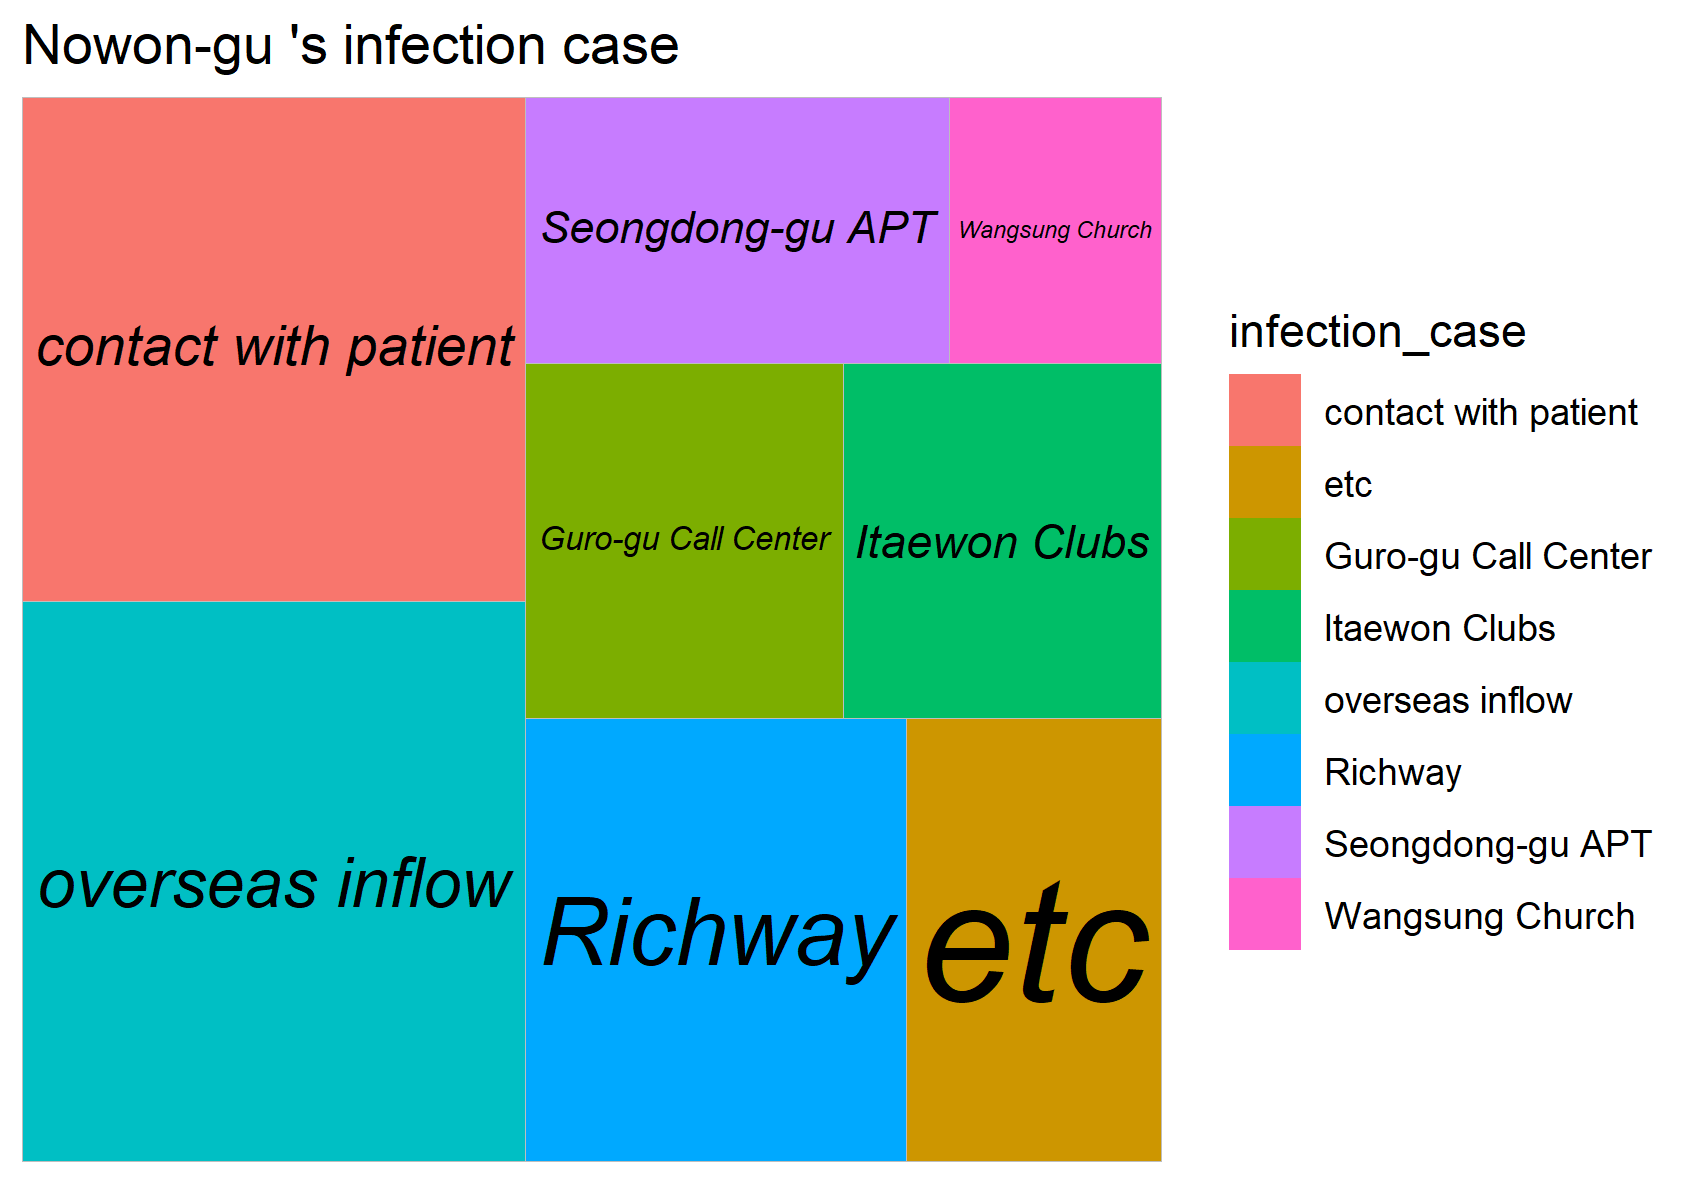 Nowon-gu 's infection case
contact with patient
Seongdong-gu APT
Wangsung Church
Guro-gu Call Center
Itaewon Clubs
overseas inflow
Richway
etc
infection_case
contact with patient
etc
Guro-gu Call Center
Itaewon Clubs
overseas inflow
Richway
Seongdong-gu APT
Wangsung Church